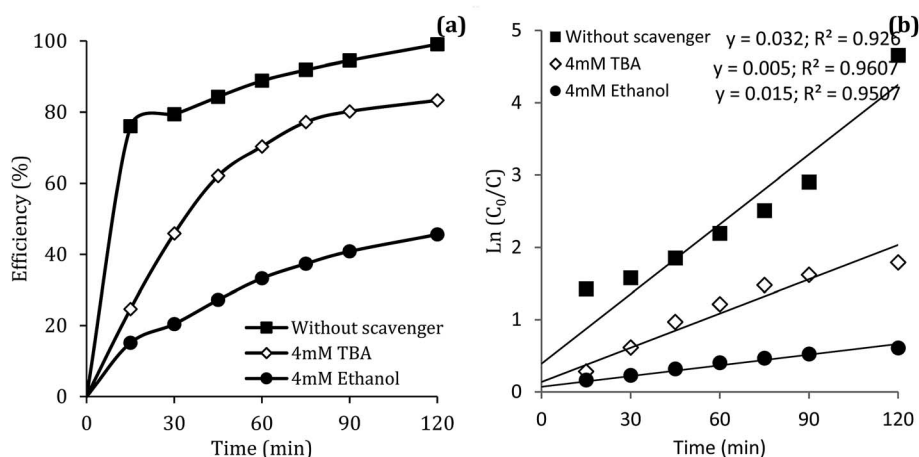 (a)
100
80
60
40
20
0
Efficiency (%)
Without scavenger
4mM TBA
4mM Ethanol
0 30 60 90 120
Time (min)
(b)
Without scavenger y = 0.032; R² = 0.926
4mM TBA y = 0.005; R² = 0.9607
4mM Ethanol y = 0.015; R² = 0.9507
5
4
3
2
1
0
Ln (C₀/C)
0 30 60 90 120
Time (min)